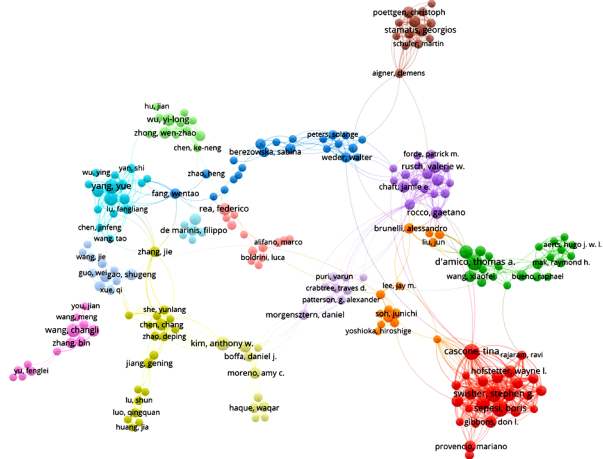 poettgen, christoph
stamatis, georgios
schuler, martin
aigner, clemens
hu, jian
wu, yi-long
zhong, wen-zhao
chen, ke-neng
peters, solange
berezowska, sabina
weder, walter
forde, patrick m.
rusch, valerie w.
chaft, jamie e.
rocco, gaetano
wu, ying
yan, shi
zhao, heng
yang, yue
fang, wentao
lu, fangliang
rea, federico
de marinis, filippo
chen, jinfeng
wang, tao
brunelli, alessandro
liu, jun
alifano, marco
boldrini, luca
zhang, jie
wang, jie
guo, wei
gao, shugeng
xue, qi
d'amico, thomas a.
aerts, hugo j. w. l.
mak, raymond h.
wang, xiaofei
bueno, raphael
puri, varun
crabtree, traves d.
patterson, g. alexander
lee, jay m.
morgensztern, daniel
soh, junichi
yoshioka, hiroshige
you, jian
wang, meng
wang, changli
zhang, bin
yu, fenglei
she, yunlang
chen, chang
zhao, deping
jiang, gening
kim, anthony w.
boffa, daniel j.
moreno, amy c.
haque, waqar
lu, shun
luo, qingquan
huang, jia
cascone, tina
rajaram, ravi
hofstetter, wayne l.
swisher, stephen g.
sepesi, boris
gibbons, don l.
provencio, mariano